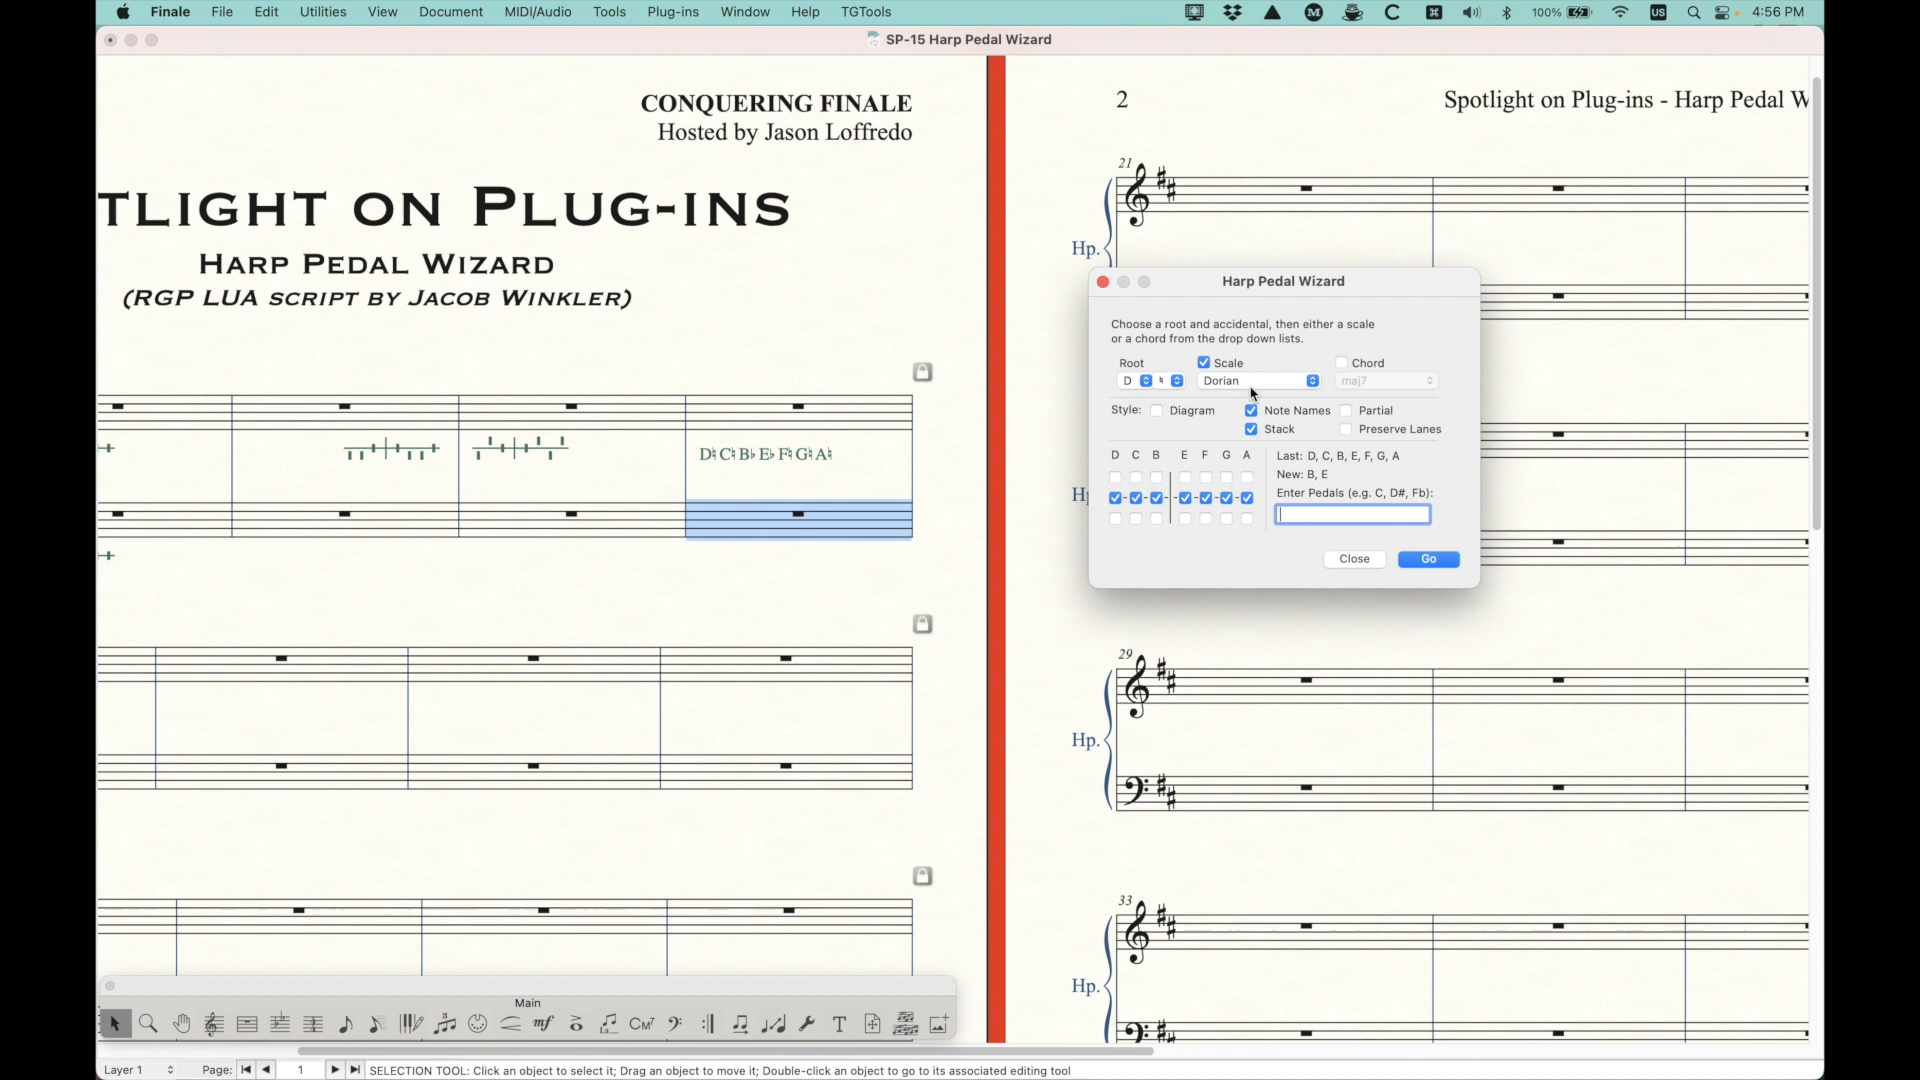 Finale File Edit Utilities View Document MIDI/Audio Tools Plug-ins Window Help TGTools
100% US 4:56 PM
SP-15 Harp Pedal Wizard
CONQUERING FINALE
Hosted by Jason Loffredo
TLIGHT ON PLUG-INS
HARP PEDAL WIZARD
(RGP LUA SCRIPT BY JACOB WINKLER)
D♮ C♮ B♭ E♭ F♮ G♮ A♮
2
Spotlight on Plug-ins - Harp Pedal W
21
Hp.
Harp Pedal Wizard
Choose a root and accidental, then either a scale
or a chord from the drop down lists.
Root Scale Chord
D ♮ Dorian maj7
Style: Diagram Note Names Partial
Stack Preserve Lanes
D C B E F G A
Last: D, C, B, E, F, G, A
New: B, E
Enter Pedals (e.g. C, D#, Fb):
Close Go
29
Hp.
33
Hp.
Main
mf CM7 T
Layer 1 Page: 1 SELECTION TOOL: Click an object to select it; Drag an object to move it; Double-click an object to go to its associated editing tool